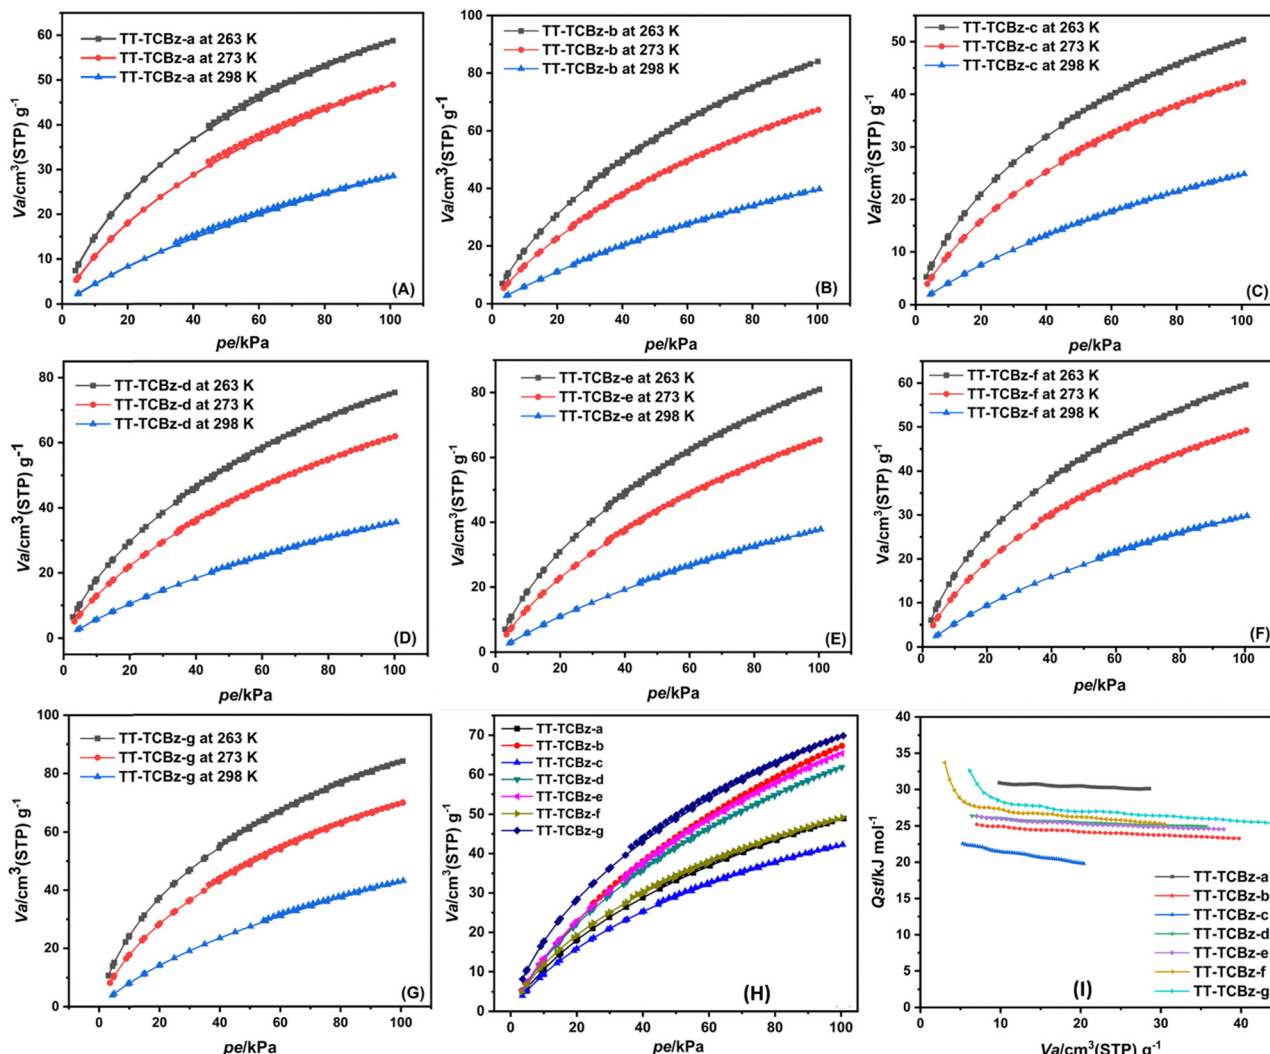 TT-TCBz-a at 263 K
TT-TCBz-a at 273 K
TT-TCBz-a at 298 K
60
50
40
30
20
10
0
Va/cm³(STP) g⁻¹
(A)
0 20 40 60 80 100
pe/kPa
TT-TCBz-b at 263 K
TT-TCBz-b at 273 K
TT-TCBz-b at 298 K
100
80
60
40
20
0
Va/cm³(STP) g⁻¹
(B)
0 20 40 60 80 100
pe/kPa
TT-TCBz-c at 263 K
TT-TCBz-c at 273 K
TT-TCBz-c at 298 K
50
40
30
20
10
0
Va/cm³(STP) g⁻¹
(C)
0 20 40 60 80 100
pe/kPa
TT-TCBz-d at 263 K
TT-TCBz-d at 273 K
TT-TCBz-d at 298 K
80
60
40
20
0
Va/cm³(STP) g⁻¹
(D)
0 20 40 60 80 100
pe/kPa
TT-TCBz-e at 263 K
TT-TCBz-e at 273 K
TT-TCBz-e at 298 K
80
60
40
20
0
Va/cm³(STP) g⁻¹
(E)
0 20 40 60 80 100
pe/kPa
TT-TCBz-f at 263 K
TT-TCBz-f at 273 K
TT-TCBz-f at 298 K
60
50
40
30
20
10
0
Va/cm³(STP) g⁻¹
(F)
0 20 40 60 80 100
pe/kPa
TT-TCBz-g at 263 K
TT-TCBz-g at 273 K
TT-TCBz-g at 298 K
100
80
60
40
20
0
Va/cm³(STP) g⁻¹
(G)
0 20 40 60 80 100
pe/kPa
TT-TCBz-a
TT-TCBz-b
TT-TCBz-c
TT-TCBz-d
TT-TCBz-e
TT-TCBz-f
TT-TCBz-g
70
60
50
40
30
20
10
0
Va/cm³(STP) g⁻¹
(H)
0 20 40 60 80 100
pe/kPa
40
35
30
25
20
15
10
5
0
Qst/kJ mol⁻¹
TT-TCBz-a
TT-TCBz-b
TT-TCBz-c
TT-TCBz-d
TT-TCBz-e
TT-TCBz-f
TT-TCBz-g
(I)
0 10 20 30 40
Va/cm³(STP) g⁻¹